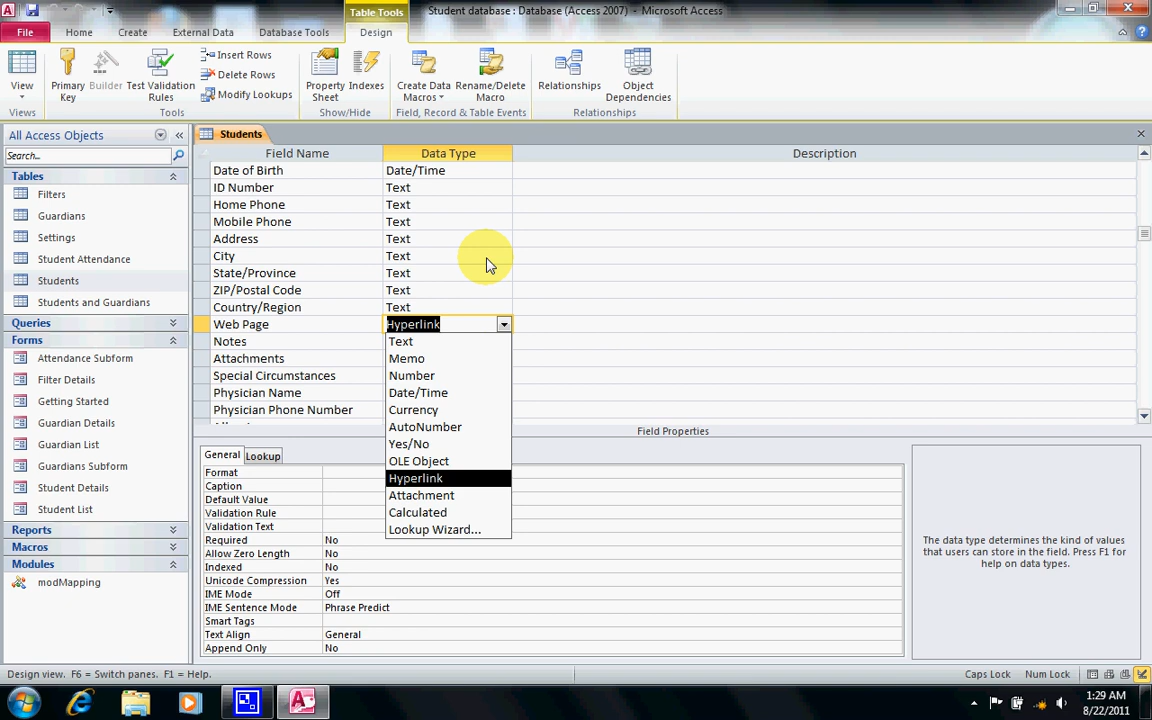 Table Tools
Student database : Database (Access 2007) - Microsoft Access
File
Home
Create
External Data
Database Tools
Design
View
Primary Key
Builder
Test Validation Rules
Insert Rows
Delete Rows
Modify Lookups
Property Sheet
Indexes
Create Data Macros
Rename/Delete Macro
Relationships
Object Dependencies
Views
Tools
Show/Hide
Field, Record & Table Events
Relationships
All Access Objects
Search...
Tables
Filters
Guardians
Settings
Student Attendance
Students
Students and Guardians
Queries
Forms
Attendance Subform
Filter Details
Getting Started
Guardian Details
Guardian List
Guardians Subform
Student Details
Student List
Reports
Macros
Modules
modMapping
Students
Field Name Data Type Description
Date of Birth Date/Time
ID Number Text
Home Phone Text
Mobile Phone Text
Address Text
City Text
State/Province Text
ZIP/Postal Code Text
Country/Region Text
Web Page Hyperlink
Notes
Attachments
Special Circumstances
Physician Name
Physician Phone Number
Text
Memo
Number
Date/Time
Currency
AutoNumber
Yes/No
OLE Object
Hyperlink
Attachment
Calculated
Lookup Wizard...
Field Properties
General Lookup
Format
Caption
Default Value
Validation Rule
Validation Text
Required No
Allow Zero Length No
Indexed No
Unicode Compression Yes
IME Mode Off
IME Sentence Mode Phrase Predict
Smart Tags
Text Align General
Append Only No
The data type determines the kind of values
that users can store in the field. Press F1 for
help on data types.
Design view. F6 = Switch panes. F1 = Help.
Caps Lock Num Lock
1:29 AM
8/22/2011